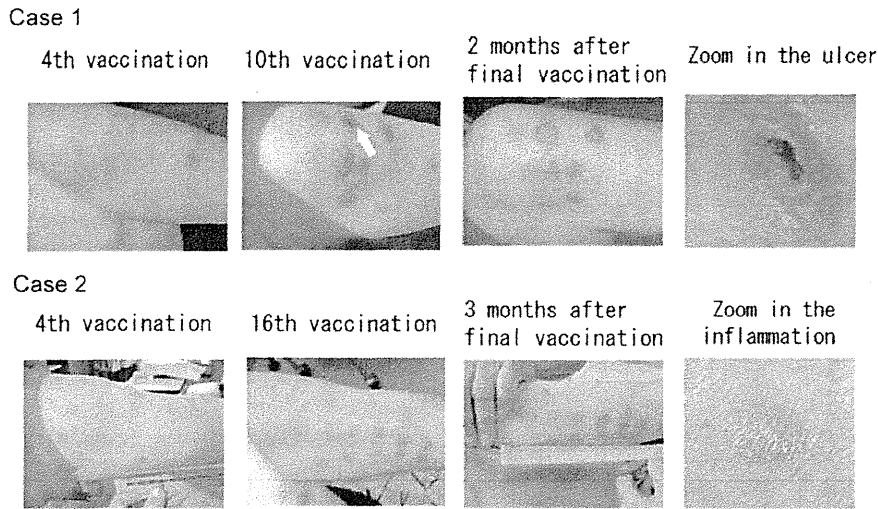 Case 1
4th vaccination
10th vaccination
2 months after
final vaccination
Zoom in the ulcer
Case 2
4th vaccination
16th vaccination
3 months after
final vaccination
Zoom in the
inflammation